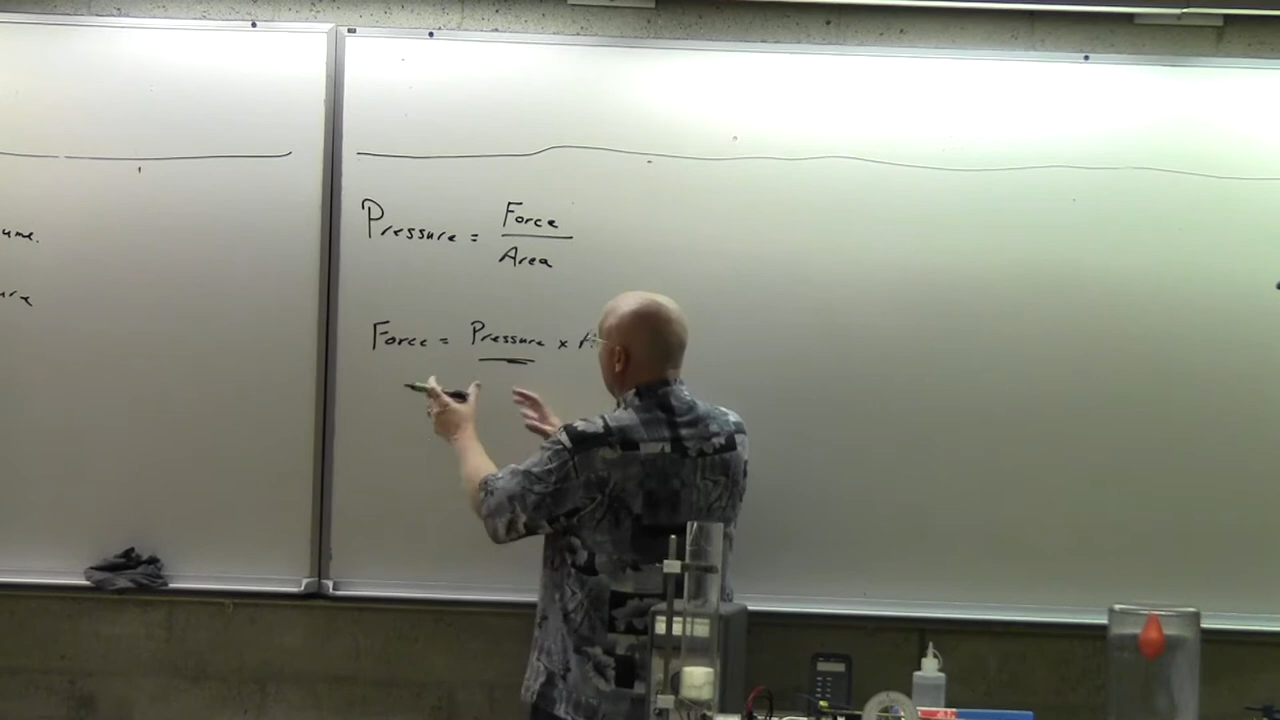 Pressure = Force / Area
Force = Pressure ×